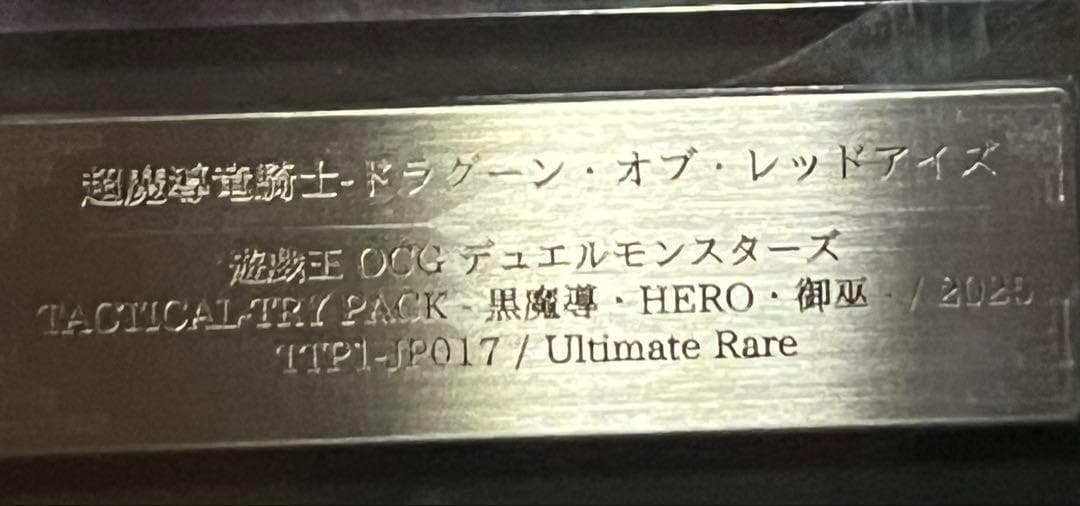 超魔導竜騎士-ドラグーン・オブ・レッドアイズ
遊戯王 OCG デュエルモンスターズ
TACTICAL-TRY PACK - 黒魔導・HERO・御巫 - / 2025
TTP1-JP017 / Ultimate Rare